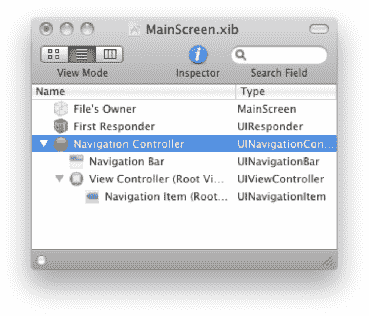 MainScreen.xib
View Mode Inspector Search Field
Name Type
File's Owner MainScreen
First Responder UIResponder
Navigation Controller UINavigationCon...
Navigation Bar UINavigationBar
View Controller (Root Vi... UIViewController
Navigation Item (Root... UINavigationItem